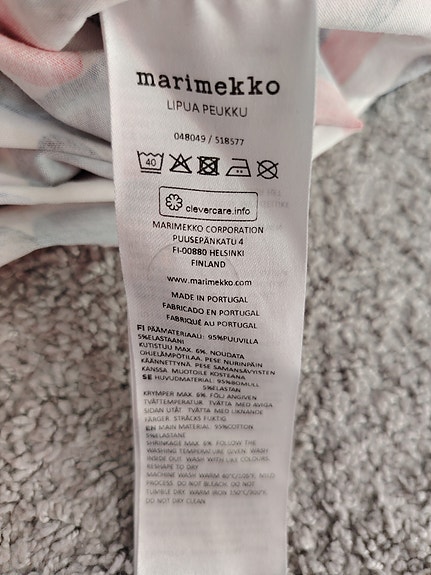 marimekko
LIPUA PEUKKU
048049 / 518577
40
clevercare.info
MARIMEKKO CORPORATION
PUUSEPÄNKATU 4
FI-00880 HELSINKI
FINLAND
www.marimekko.com
MADE IN PORTUGAL
FABRICADO EN PORTUGAL
FABRIQUÉ AU PORTUGAL
FI PÄÄMATERIAALI: 95%PUUVILLA
5%ELASTAANI
KUTISTUU MAX. 6%. NOUDATA
OHJELÄMPÖTILAA. PESE NURINPÄIN
KÄÄNNETTYNÄ. PESE SAMANSÄVYISTEN
KANSSA. MUOTOILE KOSTEANA
SE HUVUDMATERIAL: 95%BOMULL
5%ELASTAN
KRYMPER MAX. 6%. FÖLJ ANGIVEN
TVÄTTEMPERATUR. TVÄTTA MED AVIGA
SIDAN UTÅT. TVÄTTA MED LIKNANDE
FÄRGER. STRÄCKS FUKTIG
EN MAIN MATERIAL: 95%COTTON
5%ELASTANE
SHRINKAGE MAX. 6%. FOLLOW THE
WASHING TEMPERATURE GIVEN. WASH
INSIDE OUT. WASH WITH LIKE COLOURS.
RESHAPE TO DRY
MACHINE WASH WARM 40°C/105°F, MILD
PROCESS. DO NOT BLEACH. DO NOT
TUMBLE DRY. WARM IRON 150°C/300°F.
DO NOT DRY CLEAN